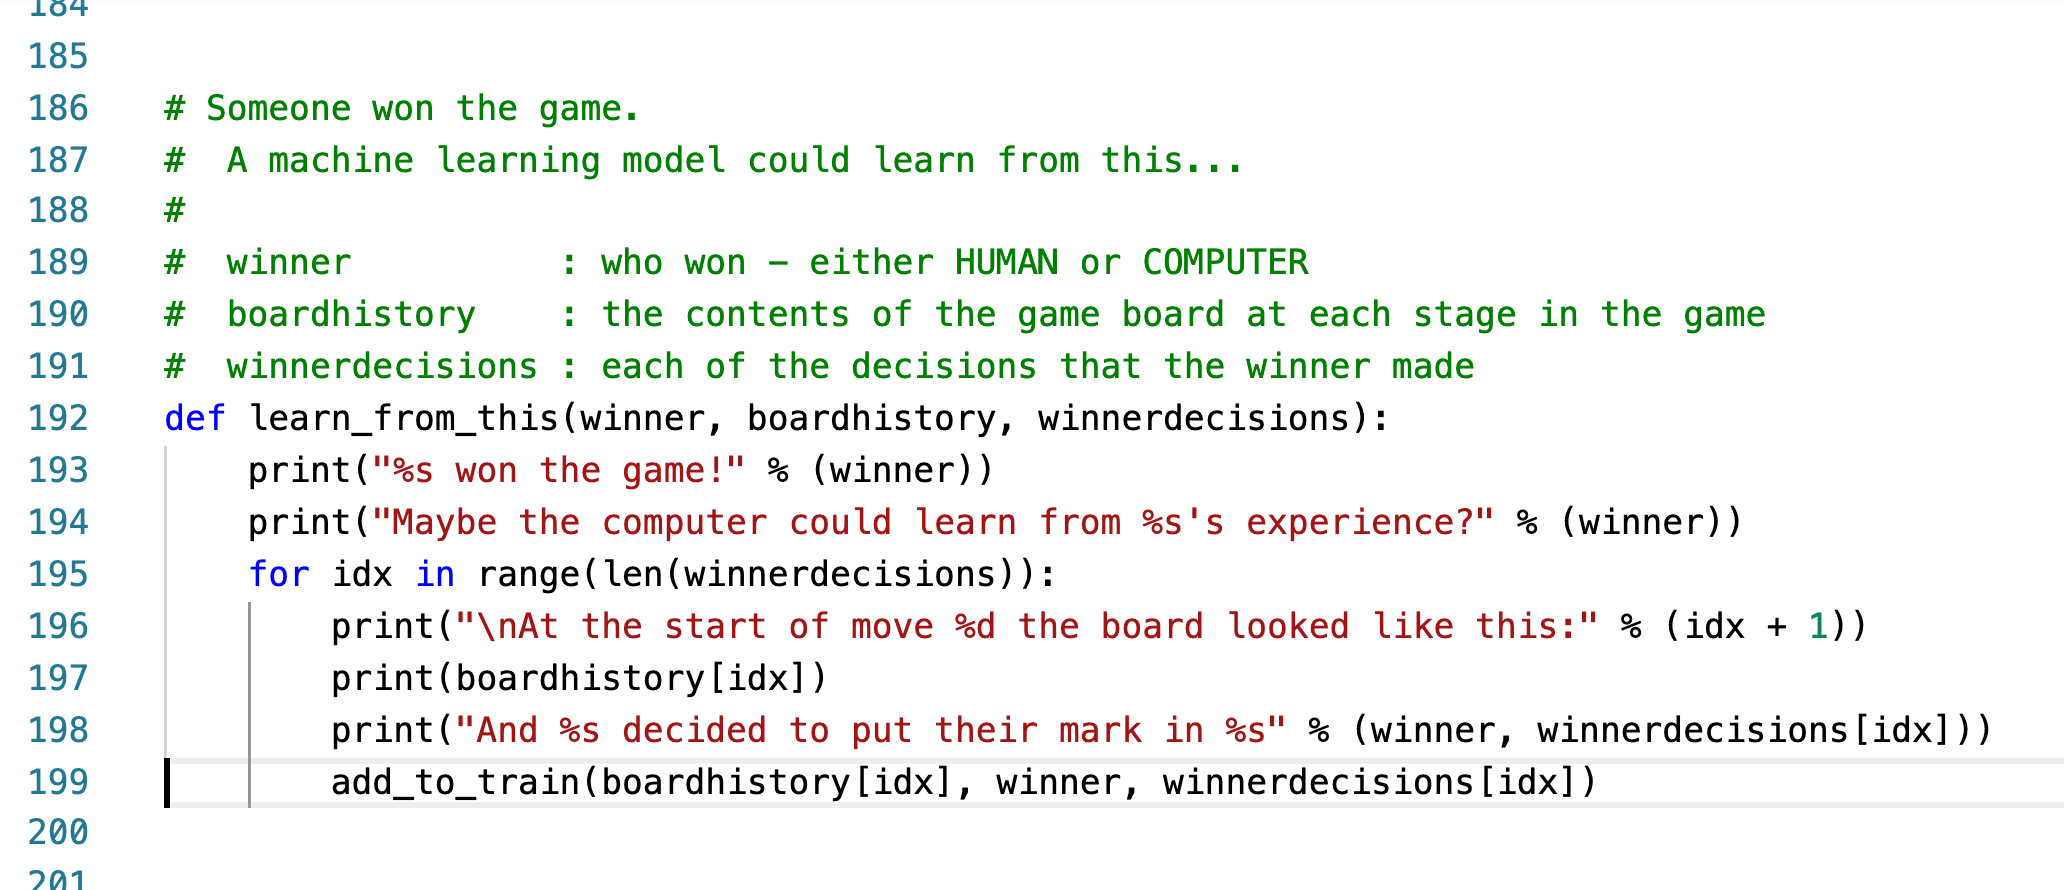 184
185
186 # Someone won the game.
187 #  A machine learning model could learn from this...
188 #
189 #  winner          : who won - either HUMAN or COMPUTER
190 #  boardhistory    : the contents of the game board at each stage in the game
191 #  winnerdecisions : each of the decisions that the winner made
192 def learn_from_this(winner, boardhistory, winnerdecisions):
193     print("%s won the game!" % (winner))
194     print("Maybe the computer could learn from %s's experience?" % (winner))
195     for idx in range(len(winnerdecisions)):
196         print("\nAt the start of move %d the board looked like this:" % (idx + 1))
197         print(boardhistory[idx])
198         print("And %s decided to put their mark in %s" % (winner, winnerdecisions[idx]))
199         add_to_train(boardhistory[idx], winner, winnerdecisions[idx])
200
201